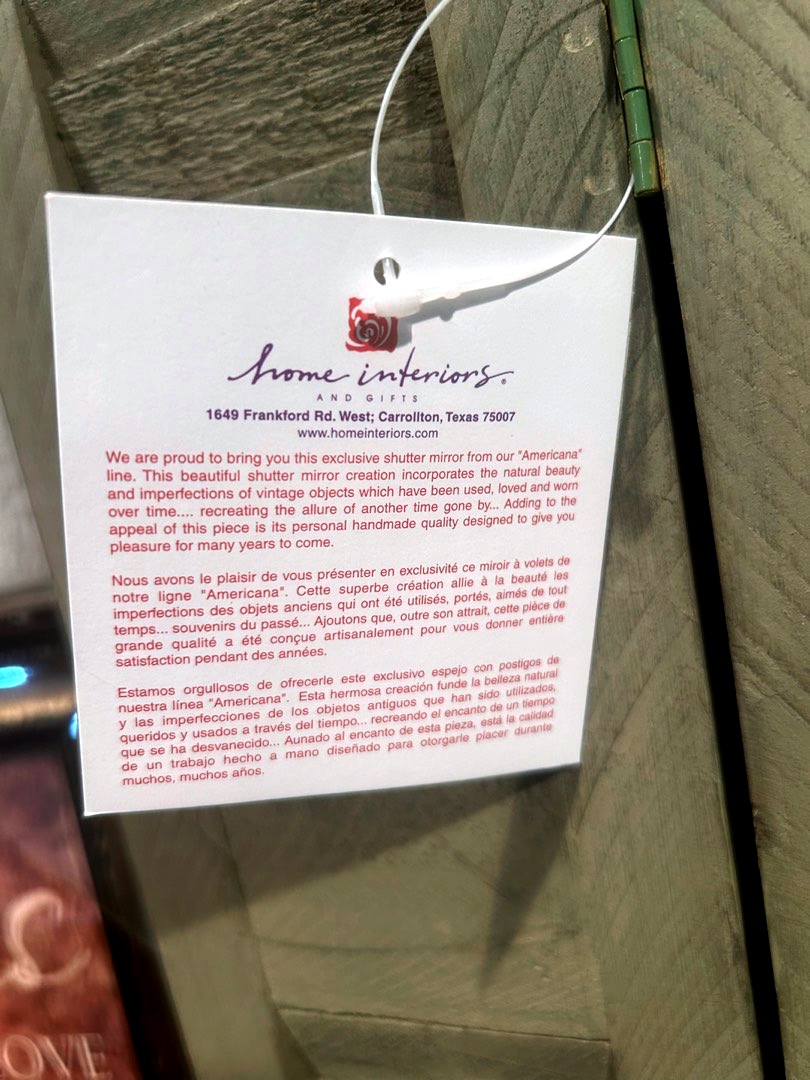 home interiors®
AND GIFTS
1649 Frankford Rd. West; Carrollton, Texas 75007
www.homeinteriors.com
We are proud to bring you this exclusive shutter mirror from our "Americana"
line. This beautiful shutter mirror creation incorporates the natural beauty
and imperfections of vintage objects which have been used, loved and worn
over time.... recreating the allure of another time gone by... Adding to the
appeal of this piece is its personal handmade quality designed to give you
pleasure for many years to come.
Nous avons le plaisir de vous présenter en exclusivité ce miroir à volets de
notre ligne "Americana". Cette superbe création allie à la beauté les
imperfections des objets anciens qui ont été utilisés, portés, aimés de tout
temps... souvenirs du passé... Ajoutons que, outre son attrait, cette pièce de
grande qualité a été conçue artisanalement pour vous donner entière
satisfaction pendant des années.
Estamos orgullosos de ofrecerle este exclusivo espejo con postigos de
nuestra línea "Americana". Esta hermosa creación funde la belleza natural
y las imperfecciones de los objetos antiguos que han sido utilizados,
queridos y usados a través del tiempo... recreando el encanto de un tiempo
que se ha desvanecido... Aunado al encanto de esta pieza, está la calidad
de un trabajo hecho a mano diseñado para otorgarle placer durante
muchos, muchos años.